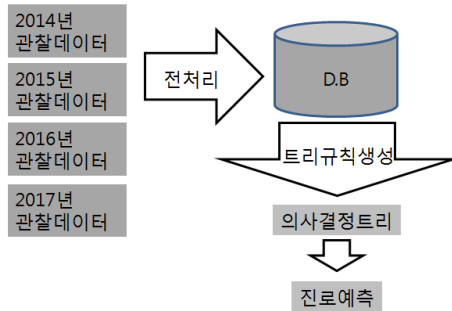 2014년
관찰데이터
2015년
관찰데이터
2016년
관찰데이터
2017년
관찰데이터
전처리
D.B
트리규칙생성
의사결정트리
진로예측